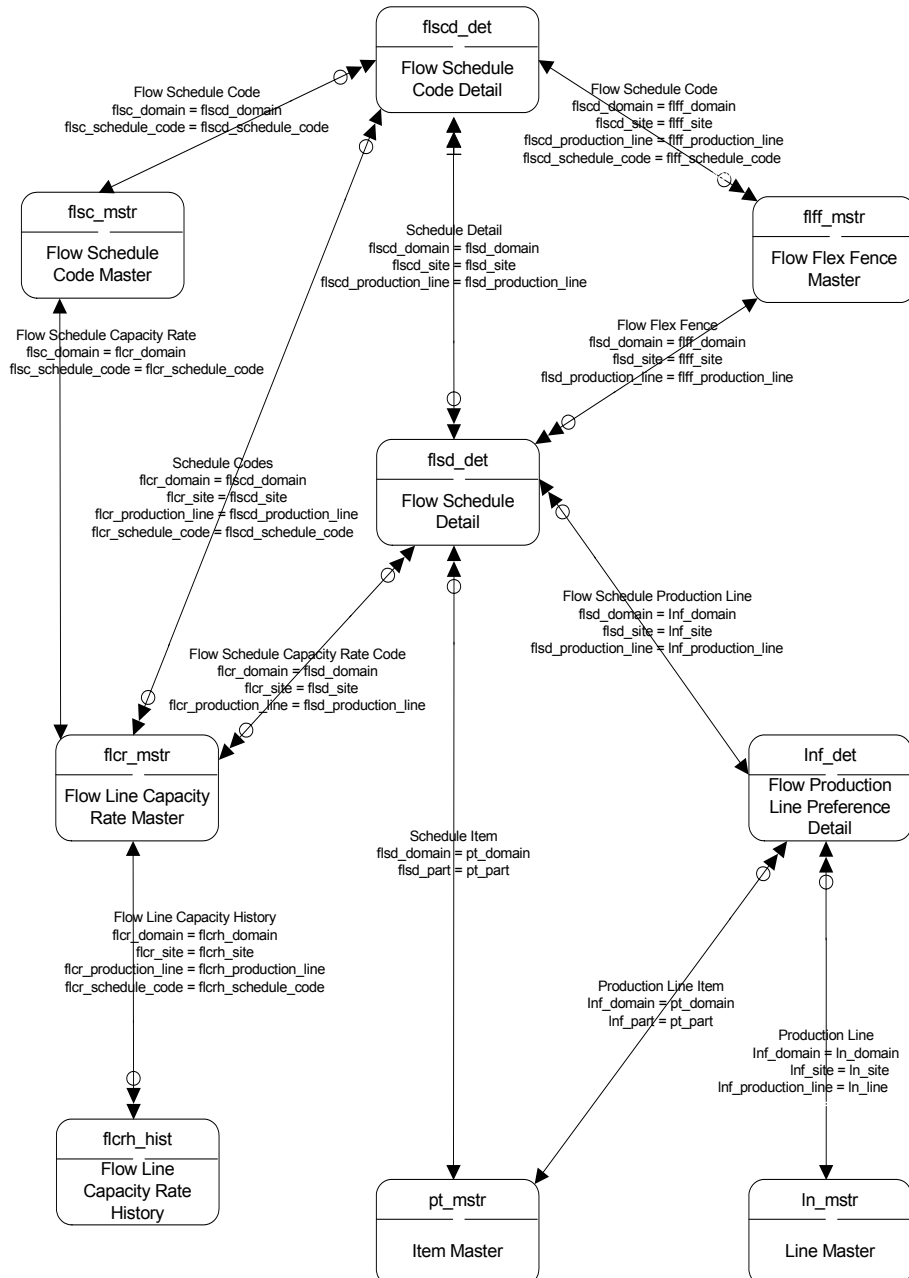 flscd_det
Flow Schedule
Code Detail
Flow Schedule Code
flsc_domain = flscd_domain
flsc_schedule_code = flscd_schedule_code
Flow Schedule Code
flscd_domain = flff_domain
flscd_site = flff_site
flscd_production_line = flff_production_line
flscd_schedule_code = flff_schedule_code
flsc_mstr
Flow Schedule
Code Master
flff_mstr
Flow Flex Fence
Master
Schedule Detail
flscd_domain = flsd_domain
flscd_site = flsd_site
flscd_production_line = flsd_production_line
Flow Schedule Capacity Rate
flsc_domain = flcr_domain
flsc_schedule_code = flcr_schedule_code
Flow Flex Fence
flsd_domain = flff_domain
flsd_site = flff_site
flsd_production_line = flff_production_line
flsd_det
Flow Schedule
Detail
Schedule Codes
flcr_domain = flscd_domain
flcr_site = flscd_site
flcr_production_line = flscd_production_line
flcr_schedule_code = flscd_schedule_code
Flow Schedule Production Line
flsd_domain = lnf_domain
flsd_site = lnf_site
flsd_production_line = lnf_production_line
Flow Schedule Capacity Rate Code
flcr_domain = flsd_domain
flcr_site = flsd_site
flcr_production_line = flsd_production_line
flcr_mstr
Flow Line Capacity
Rate Master
lnf_det
Flow Production
Line Preference
Detail
Schedule Item
flsd_domain = pt_domain
flsd_part = pt_part
Flow Line Capacity History
flcr_domain = flcrh_domain
flcr_site = flcrh_site
flcr_production_line = flcrh_production_line
flcr_schedule_code = flcrh_schedule_code
Production Line Item
lnf_domain = pt_domain
lnf_part = pt_part
Production Line
lnf_domain = ln_domain
lnf_site = ln_site
lnf_production_line = ln_line
flcrh_hist
Flow Line
Capacity Rate
History
pt_mstr
Item Master
ln_mstr
Line Master